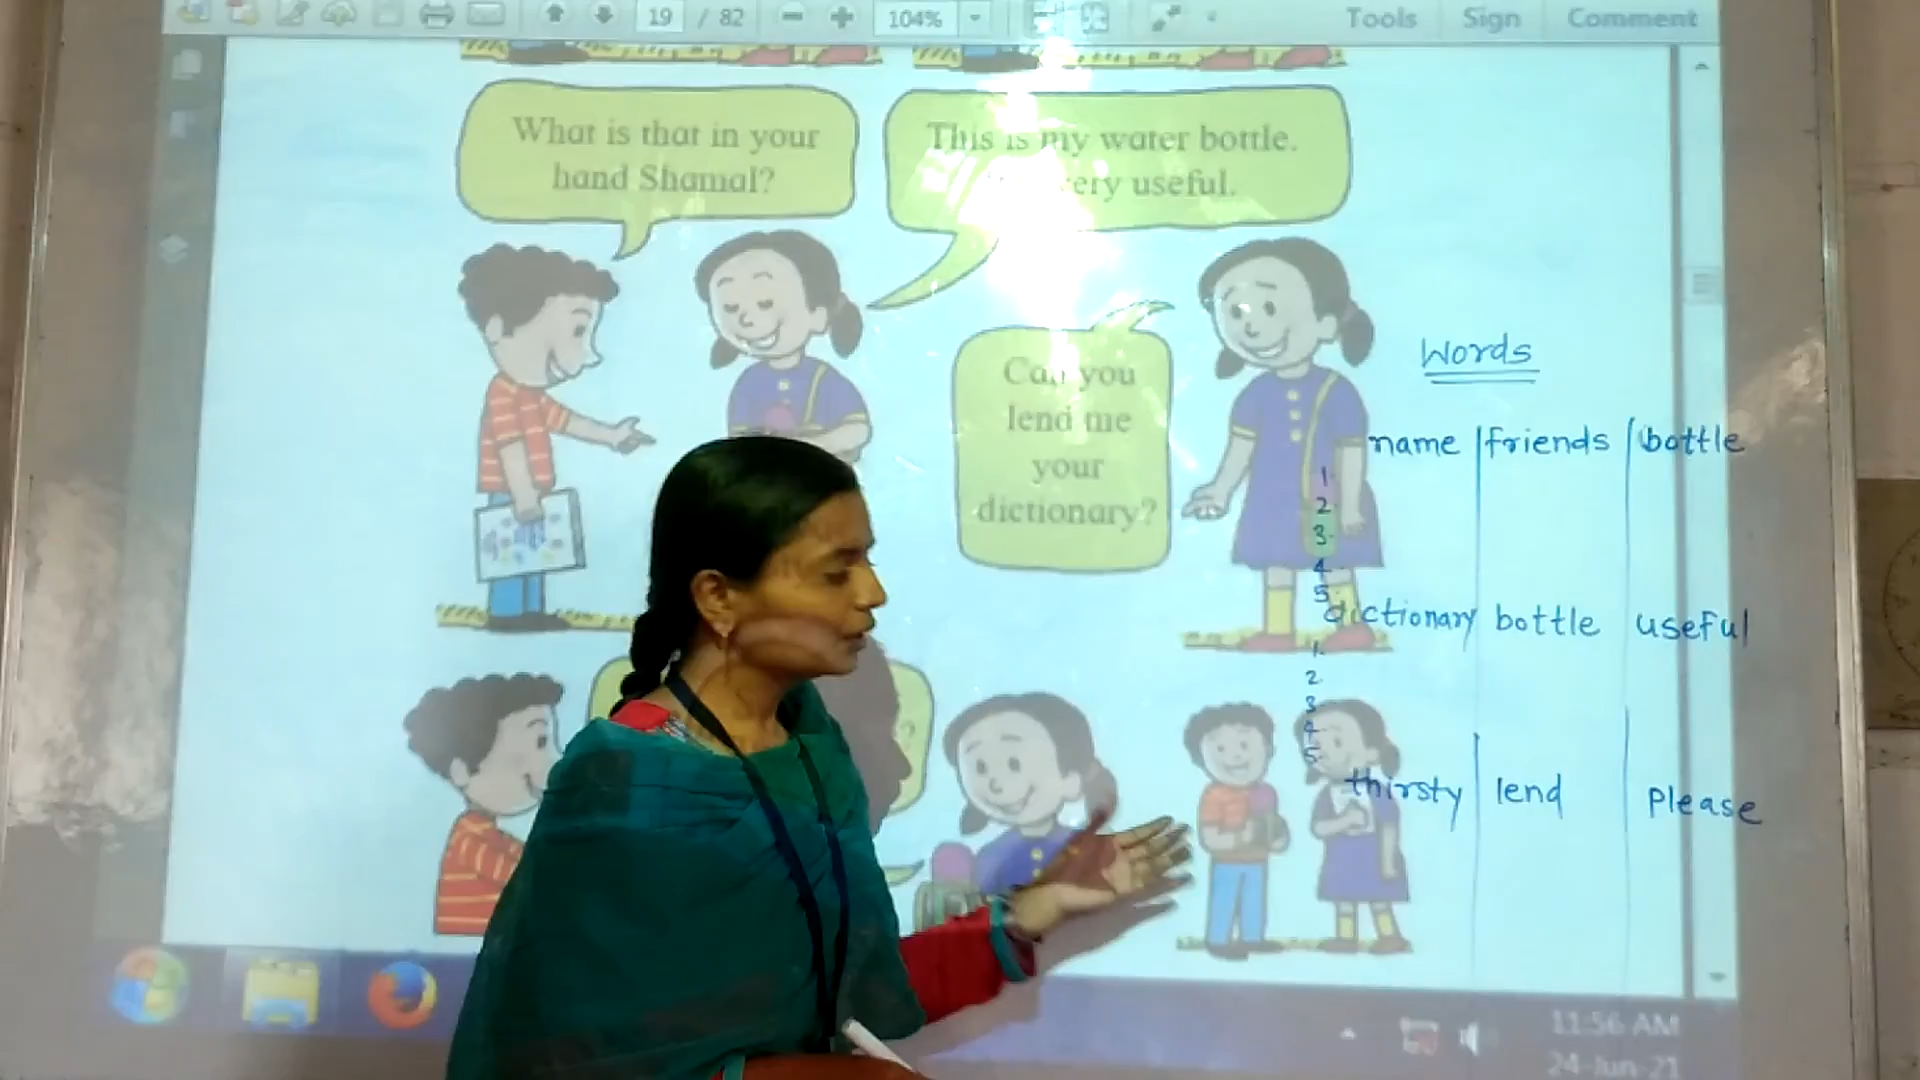 19 / 82
104%
Tools
Sign
Comment
What is that in your
hand Shamal?
This is my water bottle.
very useful.
Can you
lend me
your
dictionary?
?
Words
name friends bottle
1.
2
3.
4
5
dictionary bottle useful
1.
2
3
4
5
thirsty lend please
11:56 AM
24-Jun-21